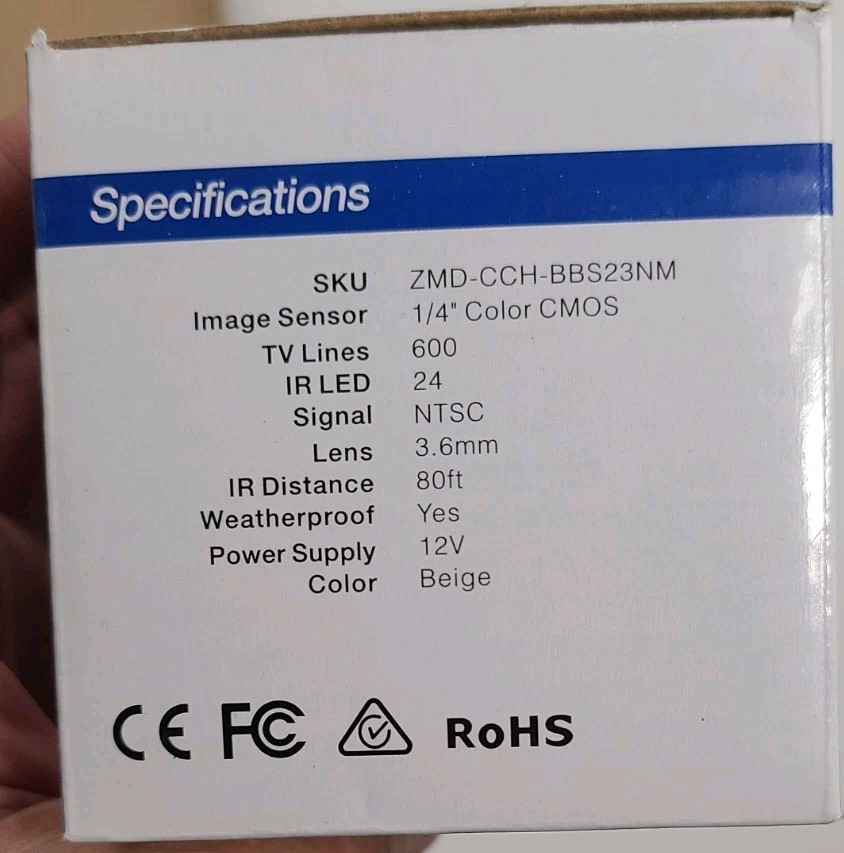 Specifications
SKU ZMD-CCH-BBS23NM
Image Sensor 1/4" Color CMOS
TV Lines 600
IR LED 24
Signal NTSC
Lens 3.6mm
IR Distance 80ft
Weatherproof Yes
Power Supply 12V
Color Beige
CE FC RoHS